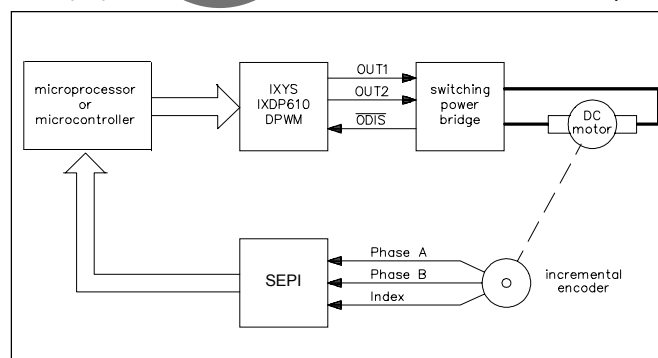 microprocessor
or
microcontroller
IXYS
IXDP610
DPWM
OUT1
OUT2
ODIS
switching
power
bridge
DC
motor
SEPI
Phase A
Phase B
Index
incremental
encoder